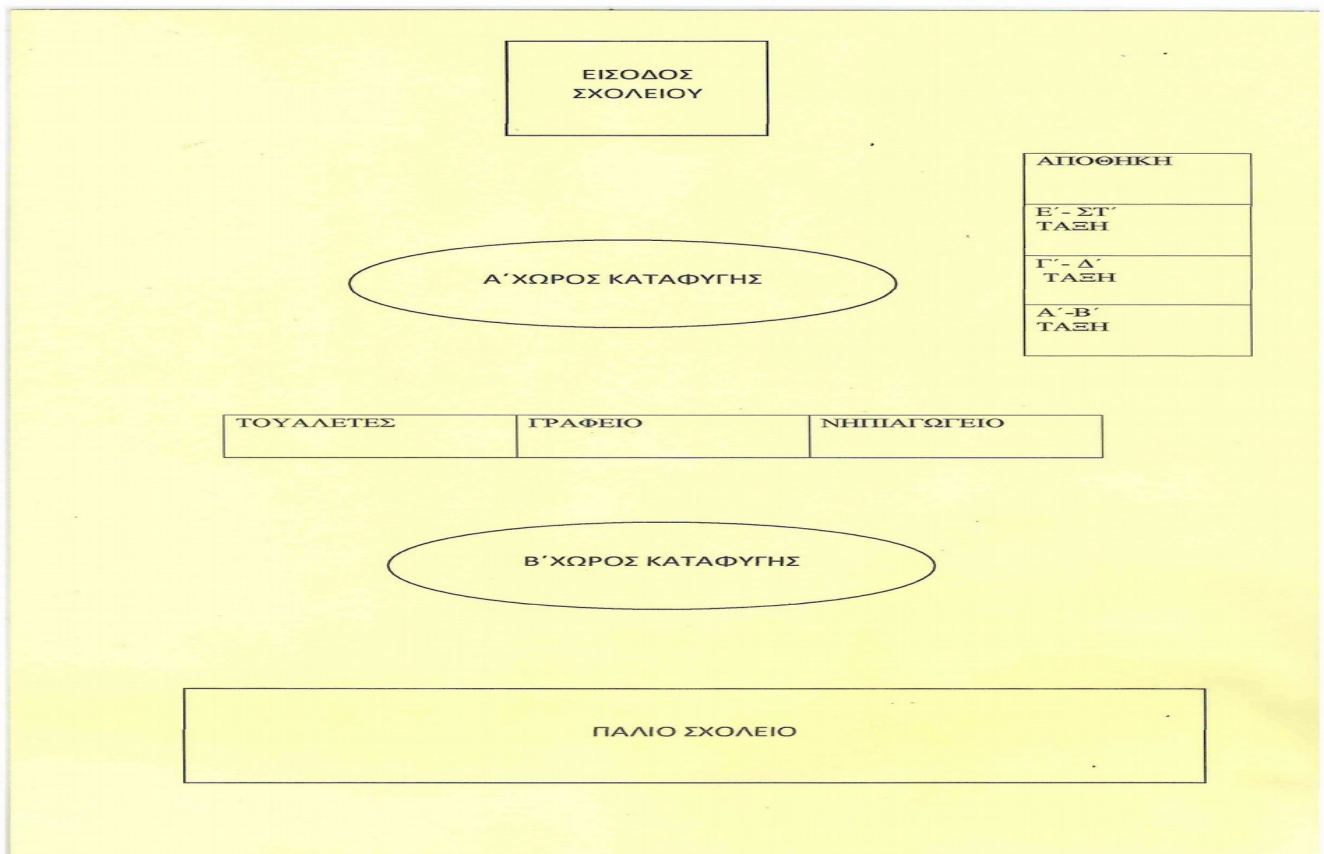 ΕΙΣΟΔΟΣ
ΣΧΟΛΕΙΟΥ
ΑΠΟΘΗΚΗ
Ε΄- ΣΤ΄
ΤΑΞΗ
Α΄ΧΩΡΟΣ ΚΑΤΑΦΥΓΗΣ
Γ΄- Δ΄
ΤΑΞΗ
Α΄-Β΄
ΤΑΞΗ
ΤΟΥΑΛΕΤΕΣ
ΓΡΑΦΕΙΟ
ΝΗΠΙΑΓΩΓΕΙΟ
Β΄ΧΩΡΟΣ ΚΑΤΑΦΥΓΗΣ
ΠΑΛΙΟ ΣΧΟΛΕΙΟ